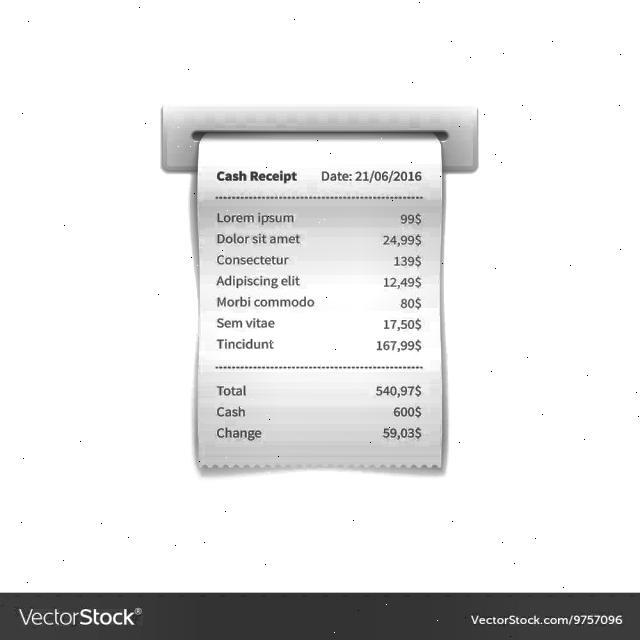 Cash Receipt Date: 21/06/2016
Lorem ipsum 99$
Dolor sit amet 24,99$
Consectetur 139$
Adipiscing elit 12,49$
Morbi commodo 80$
Sem vitae 17,50$
Tincidunt 167,99$
Total 540,97$
Cash 600$
Change 59,03$
VectorStock® VectorStock.com/9757096